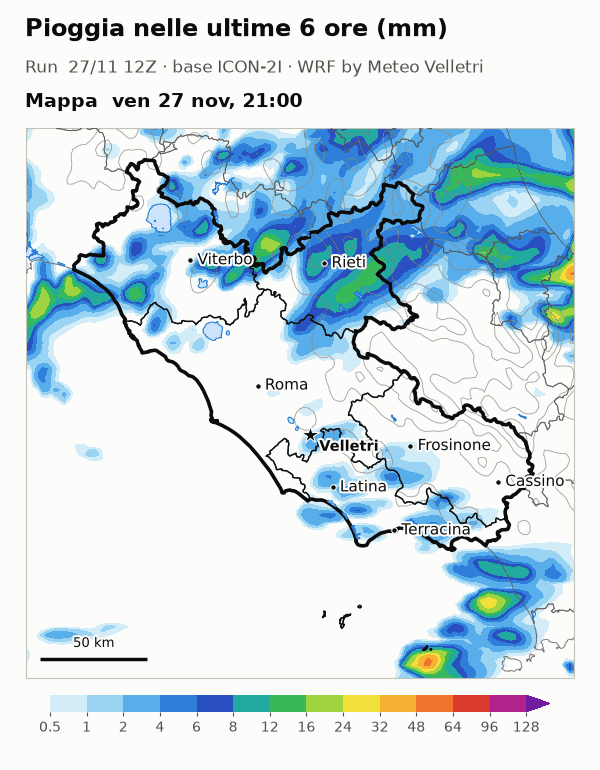 Pioggia nelle ultime 6 ore (mm)
Run  27/11 12Z · base ICON-2I · WRF by Meteo Velletri
Mappa  ven 27 nov, 21:00
Viterbo
Rieti
Roma
Velletri
Frosinone
Cassino
Latina
Terracina
50 km
0.5 1 2 4 6 8 12 16 24 32 48 64 96 128